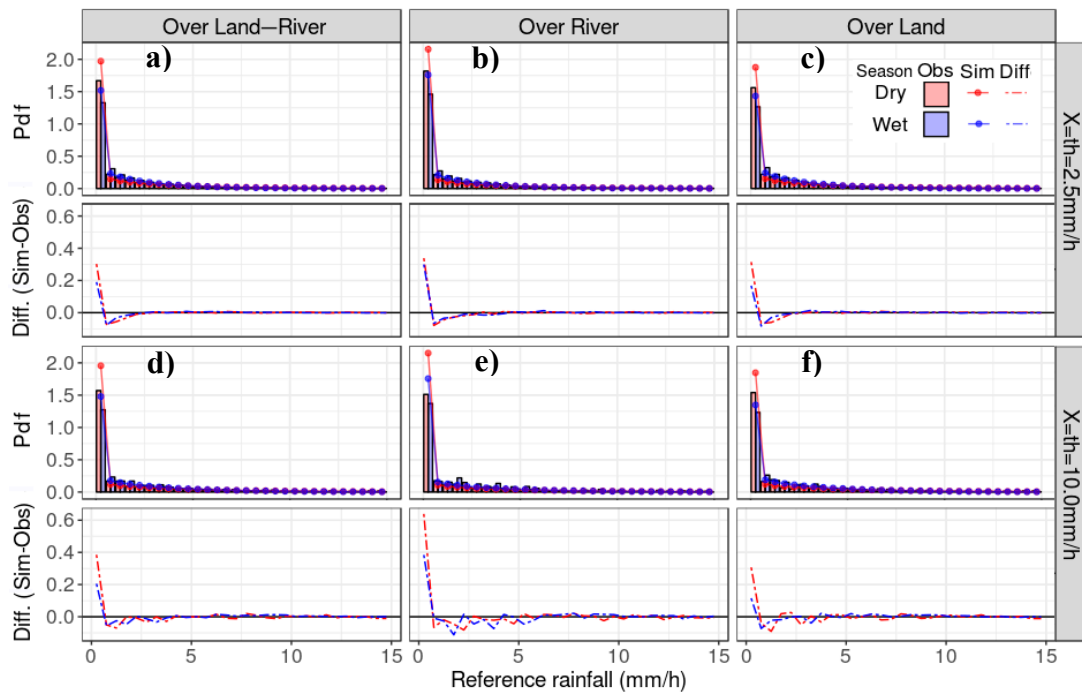 Over Land−River Over River Over Land
a) b) c)
Season Obs Sim Diff
Dry
Wet
2.0
1.5
1.0
0.5
0.0
Pdf
X=th=2.5mm/h
0.6
0.4
0.2
0.0
Diff. (Sim-Obs)
d) e) f)
2.0
1.5
1.0
0.5
0.0
Pdf
X=th=10.0mm/h
0.6
0.4
0.2
0.0
Diff. (Sim-Obs)
0 5 10 15 0 5 10 15 0 5 10 15
Reference rainfall (mm/h)